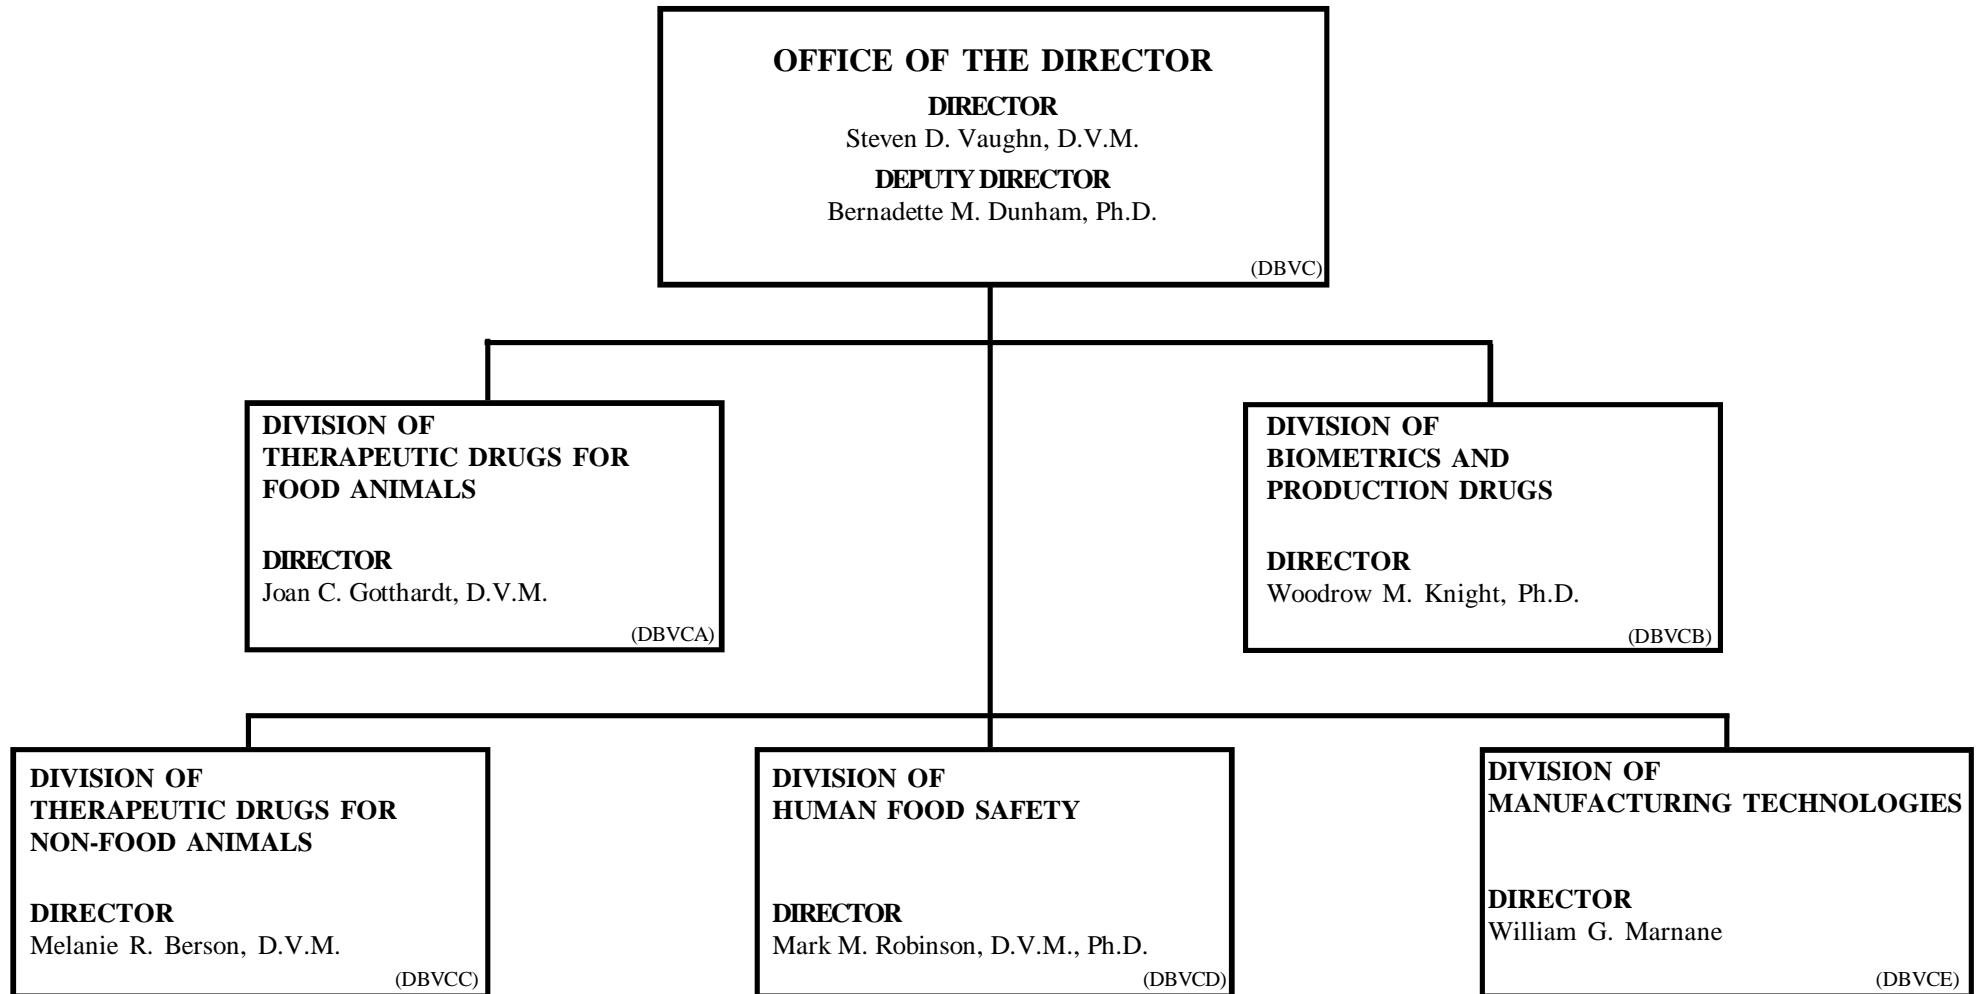 OFFICE OF THE DIRECTOR
DIRECTOR
Steven D. Vaughn, D.V.M.
DEPUTY DIRECTOR
Bernadette M. Dunham, Ph.D.
(DBVC)
DIVISION OF
THERAPEUTIC DRUGS FOR
FOOD ANIMALS
DIRECTOR
Joan C. Gotthardt, D.V.M.
(DBVCA)
DIVISION OF
BIOMETRICS AND
PRODUCTION DRUGS
DIRECTOR
Woodrow M. Knight, Ph.D.
(DBVCB)
DIVISION OF
THERAPEUTIC DRUGS FOR
NON-FOOD ANIMALS
DIRECTOR
Melanie R. Berson, D.V.M.
(DBVCC)
DIVISION OF
HUMAN FOOD SAFETY
DIRECTOR
Mark M. Robinson, D.V.M., Ph.D.
(DBVCD)
DIVISION OF
MANUFACTURING TECHNOLOGIES
DIRECTOR
William G. Marnane
(DBVCE)